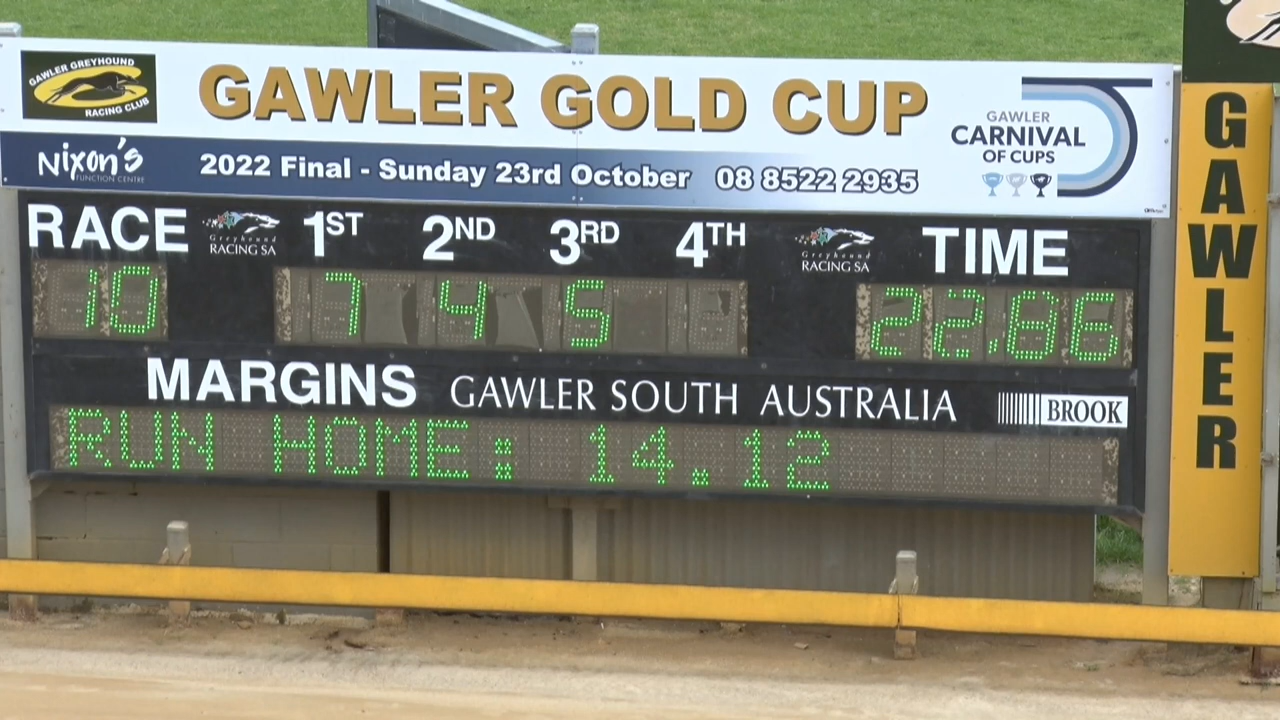 GAWLER GREYHOUND
RACING CLUB
GAWLER GOLD CUP
GAWLER
CARNIVAL
OF CUPS
Nixon's
FUNCTION CENTRE
2022 Final - Sunday 23rd October 08 8522 2935
RACE
Greyhound
RACING SA
1ST 2ND 3RD 4TH
Greyhound
RACING SA
TIME
10 7 4 5 22.86
MARGINS GAWLER SOUTH AUSTRALIA BROOK
RUN HOME: 14.12
GAWLER